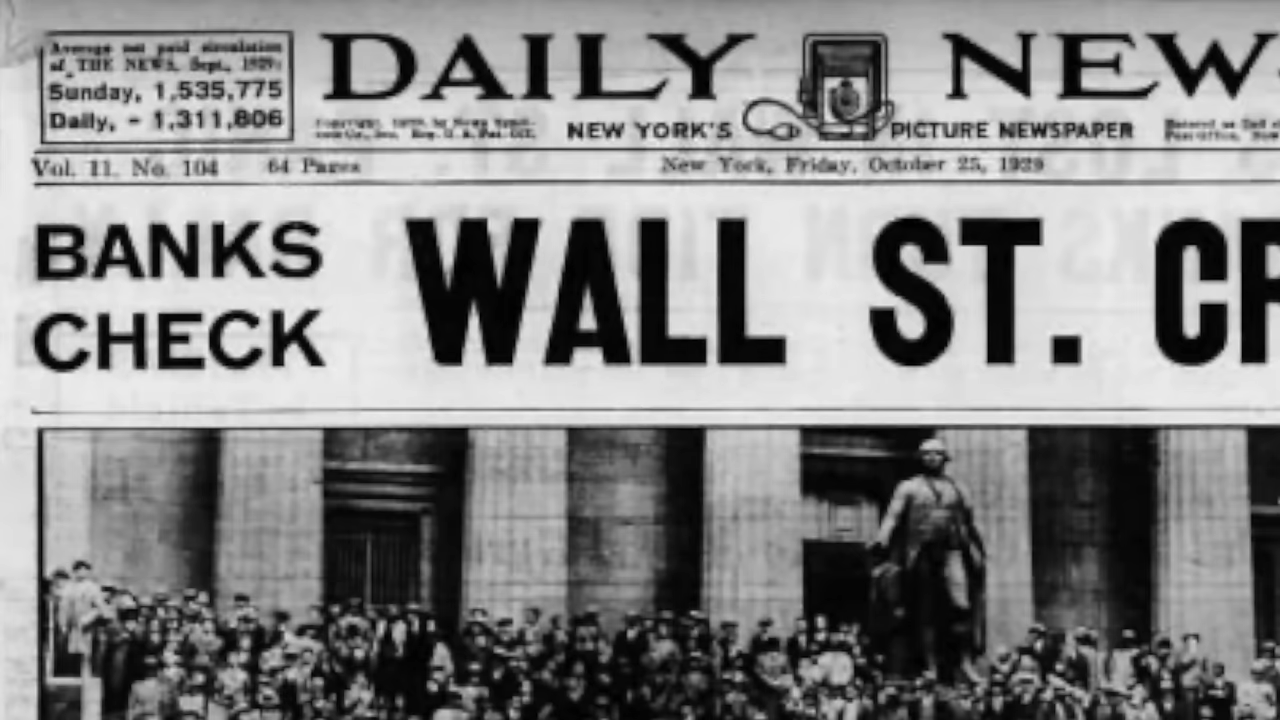 Average net paid circulation
of THE NEWS, Sept., 1929:
Sunday, 1,535,775
Daily, - 1,311,806
DAILY NEW
NEW YORK'S PICTURE NEWSPAPER
Vol. 11. No. 104 64 Pages New York, Friday, October 25, 1929
BANKS
CHECK
WALL ST. CR